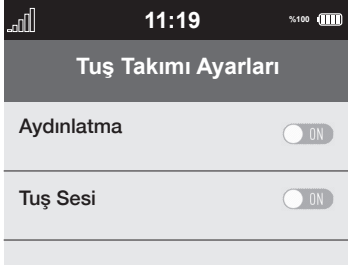 11:19 %100
Tuş Takımı Ayarları
Aydınlatma ON
Tuş Sesi ON